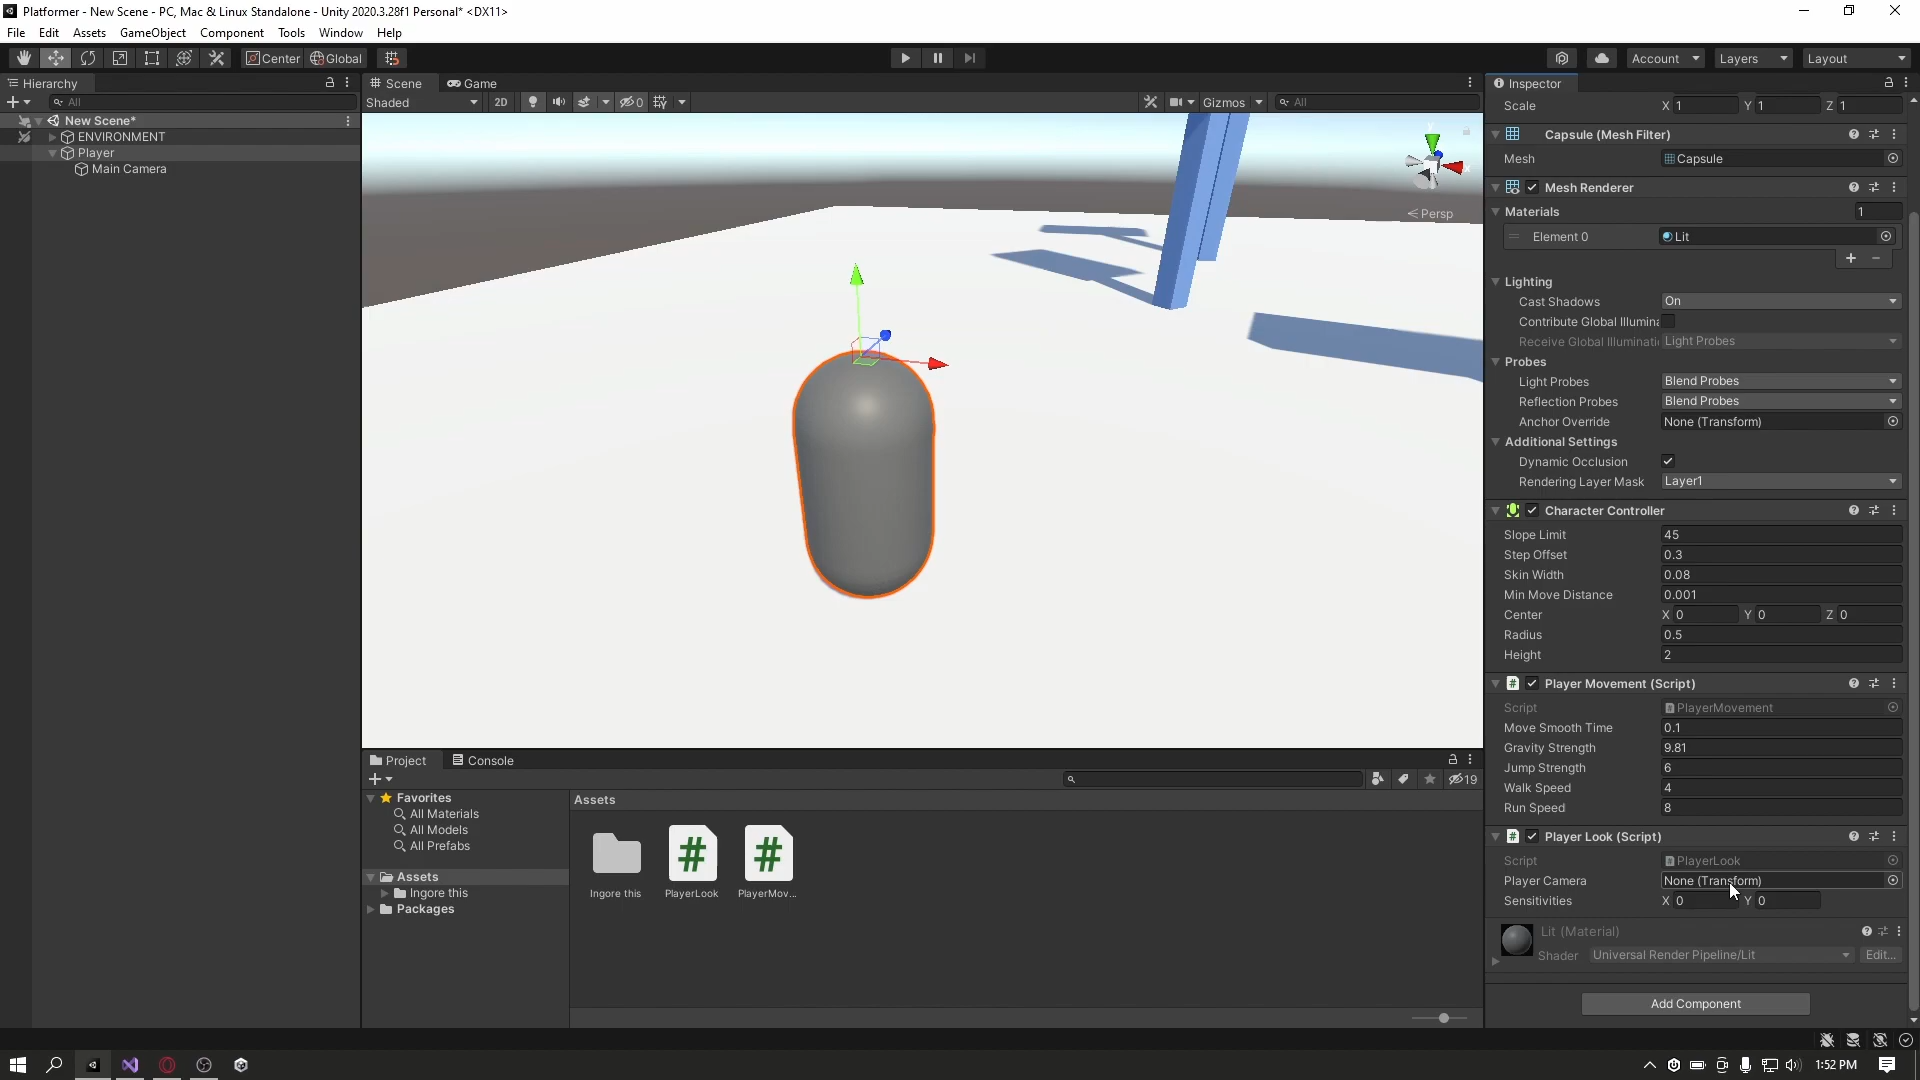 Platformer - New Scene - PC, Mac & Linux Standalone - Unity 2020.3.28f1 Personal* <DX11>
File Edit Assets GameObject Component Tools Window Help
Center Global Account Layers Layout
Hierarchy
All
New Scene*
ENVIRONMENT
Player
Main Camera
Scene Game
Shaded 2D 0 Gizmos All
Persp
Project Console
19
Favorites
All Materials
All Models
All Prefabs
Assets
Ingore this
Packages
Assets
Ingore this PlayerLook PlayerMov...
Inspector
Scale X 1 Y 1 Z 1
Capsule (Mesh Filter)
Mesh Capsule
Mesh Renderer
Materials 1
Element 0 Lit
Lighting
Cast Shadows On
Contribute Global Illumina
Receive Global Illuminati Light Probes
Probes
Light Probes Blend Probes
Reflection Probes Blend Probes
Anchor Override None (Transform)
Additional Settings
Dynamic Occlusion
Rendering Layer Mask Layer1
Character Controller
Slope Limit 45
Step Offset 0.3
Skin Width 0.08
Min Move Distance 0.001
Center X 0 Y 0 Z 0
Radius 0.5
Height 2
Player Movement (Script)
Script PlayerMovement
Move Smooth Time 0.1
Gravity Strength 9.81
Jump Strength 6
Walk Speed 4
Run Speed 8
Player Look (Script)
Script PlayerLook
Player Camera None (Transform)
Sensitivities X 0 Y 0
Lit (Material)
Shader Universal Render Pipeline/Lit Edit...
Add Component
1:52 PM